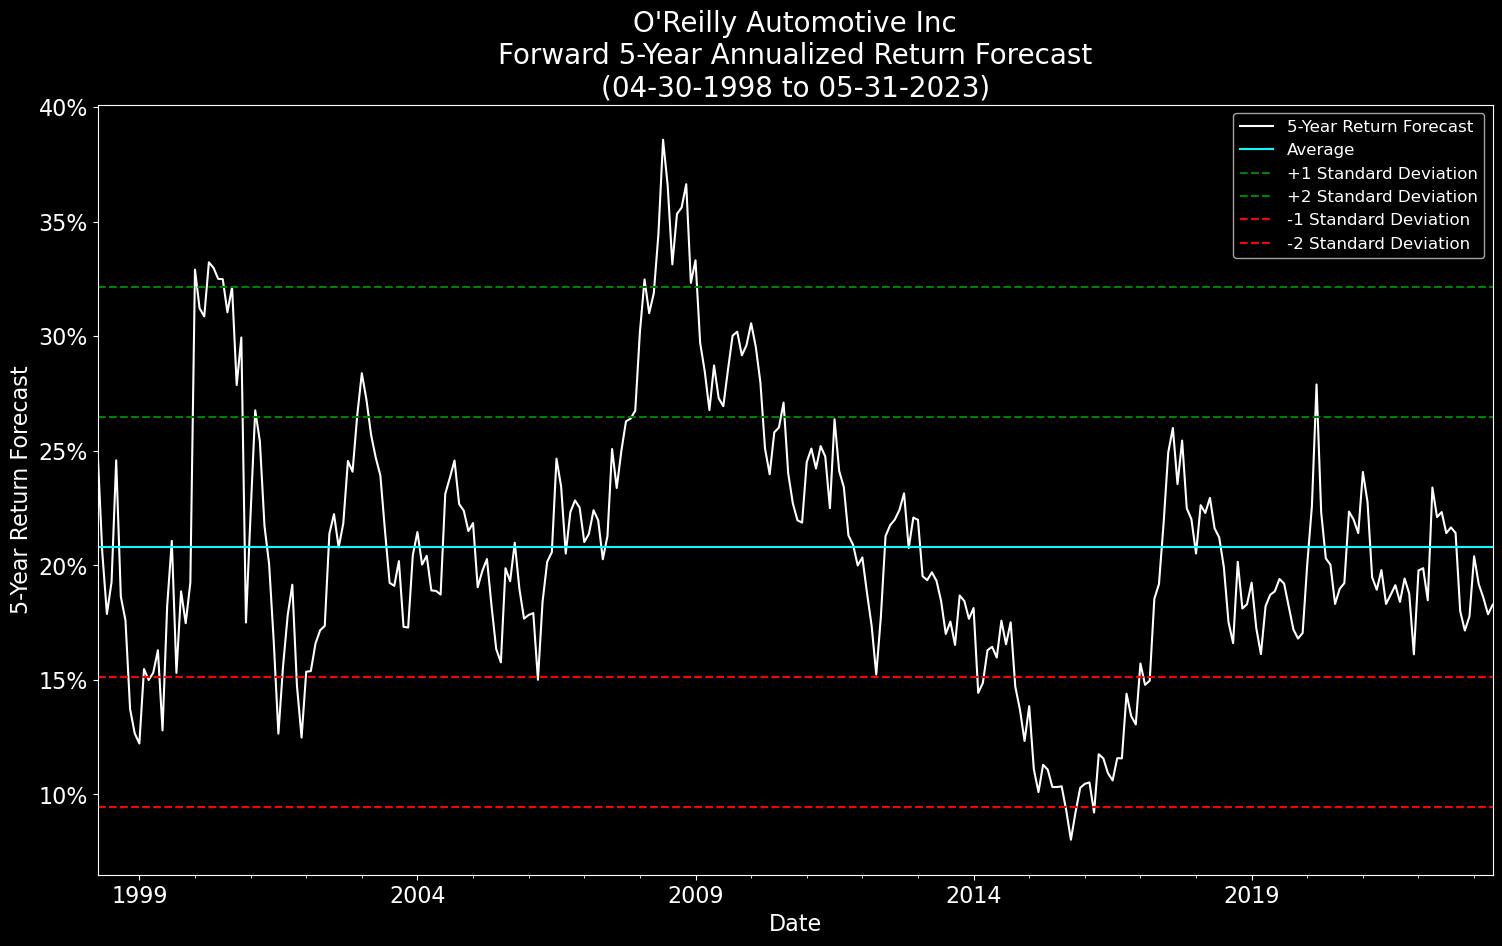 O'Reilly Automotive Inc
Forward 5-Year Annualized Return Forecast
(04-30-1998 to 05-31-2023)
40%
35%
30%
25%
20%
15%
10%
5-Year Return Forecast
5-Year Return Forecast
Average
+1 Standard Deviation
+2 Standard Deviation
-1 Standard Deviation
-2 Standard Deviation
1999 2004 2009 2014 2019
Date